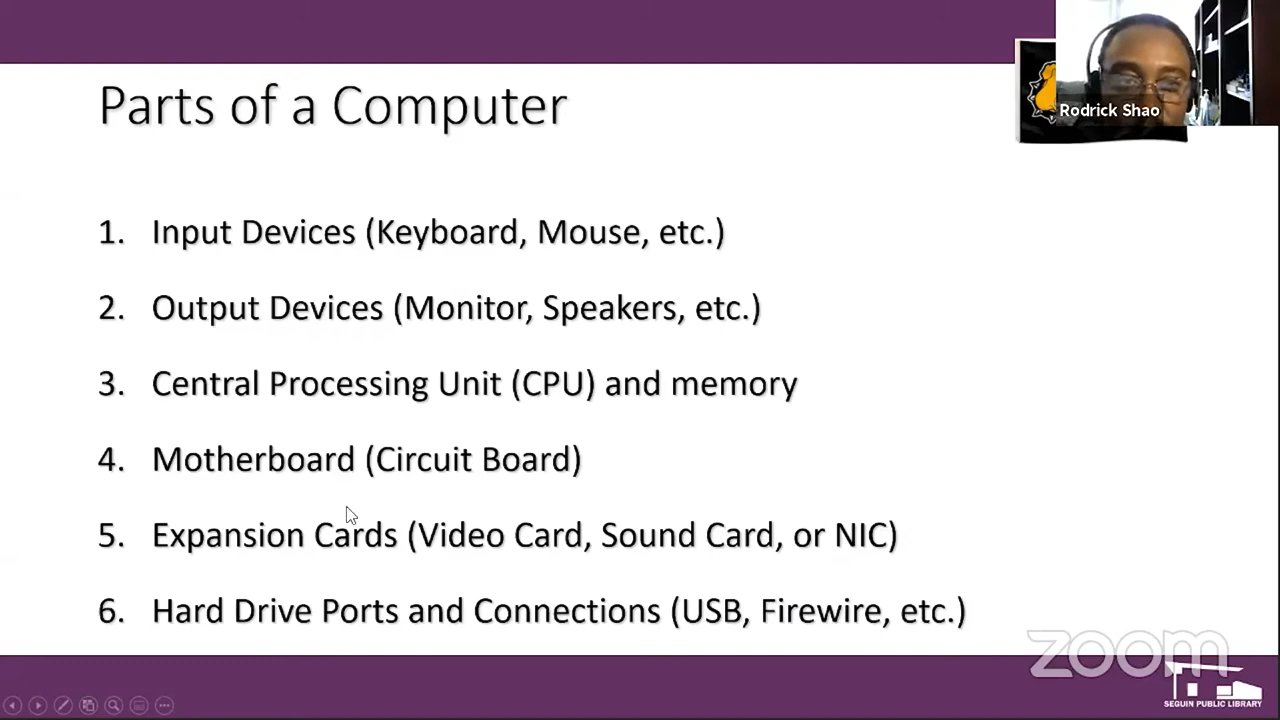 Parts of a Computer
Rodrick Shao
1. Input Devices (Keyboard, Mouse, etc.)
2. Output Devices (Monitor, Speakers, etc.)
3. Central Processing Unit (CPU) and memory
4. Motherboard (Circuit Board)
5. Expansion Cards (Video Card, Sound Card, or NIC)
6. Hard Drive Ports and Connections (USB, Firewire, etc.)
zoom
SEGUIN PUBLIC LIBRARY